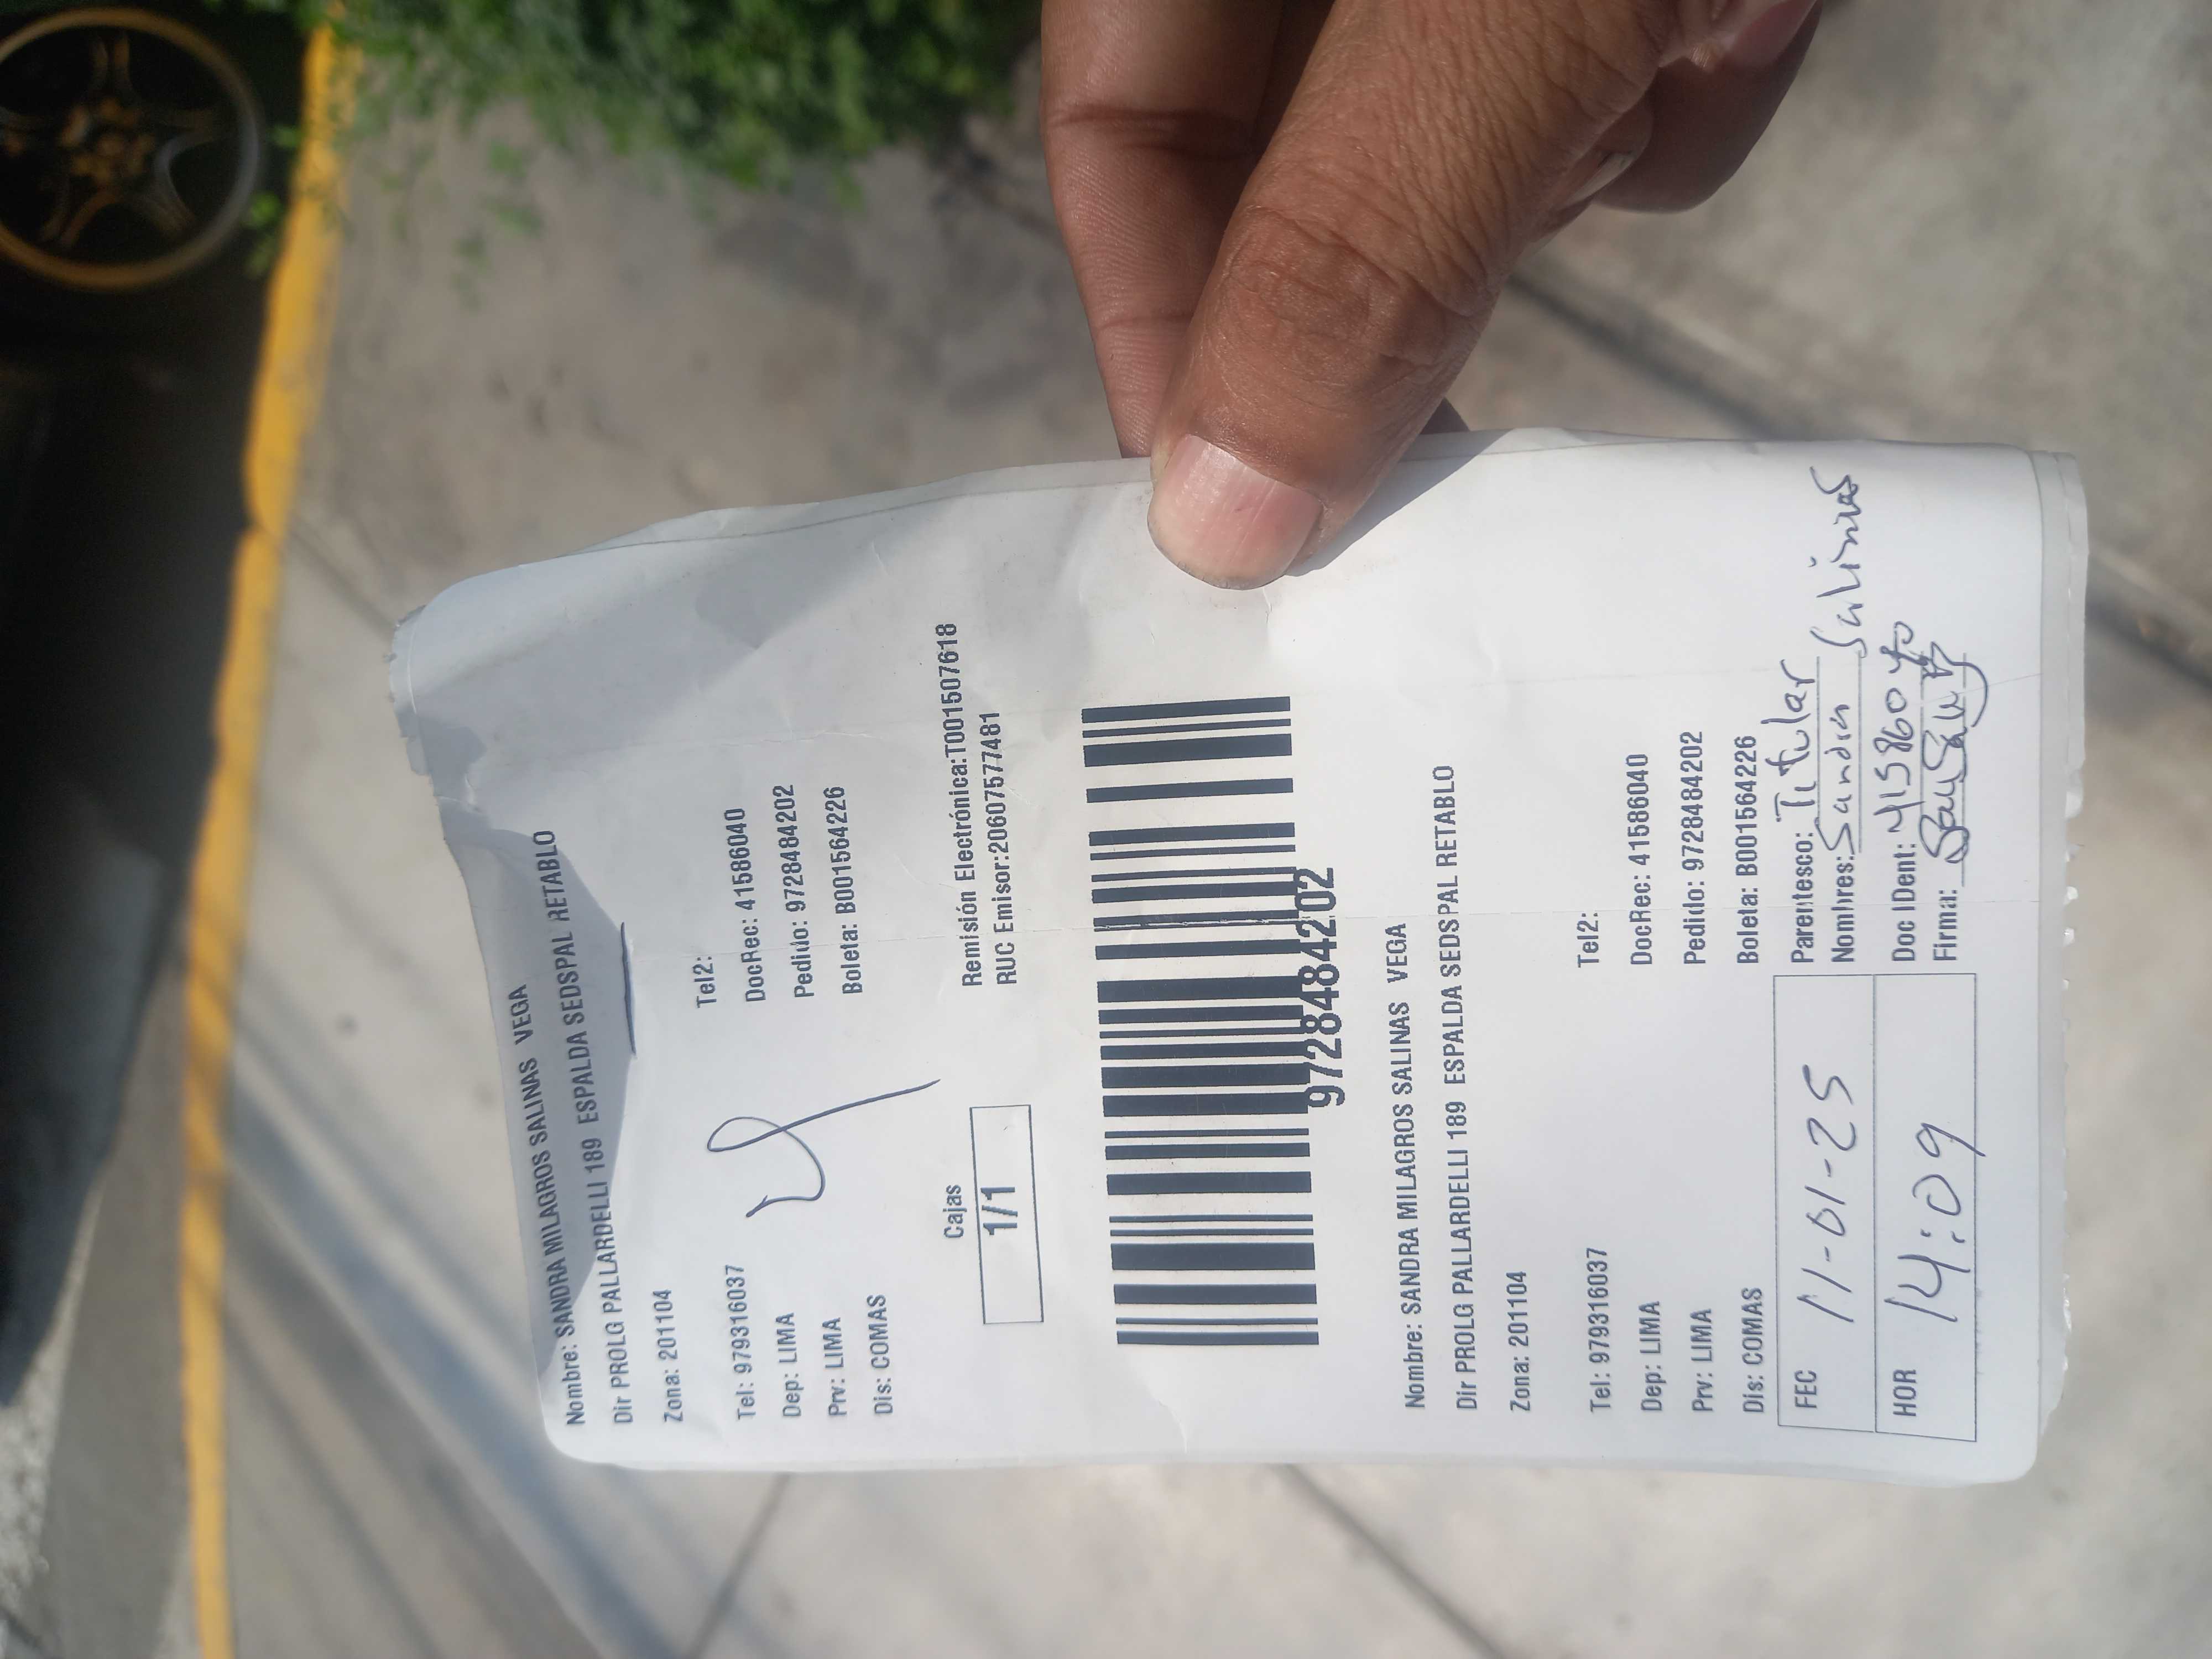 Nombre: SANDRA MILAGROS SALINAS VEGA
Dir PROLG PALLARDELLI 189 ESPALDA SEDSPAL RETABLO
Zona: 201104
Tel: 979316037 Tel2:
Dep: LIMA DocRec: 41586040
Prv: LIMA Pedido: 9728484202
Dis: COMAS Boleta: B001564226
Cajas
1/1
Remisión Electrónica:T001507618
RUC Emisor:20607577481
9728484202
Nombre: SANDRA MILAGROS SALINAS VEGA
Dir PROLG PALLARDELLI 189 ESPALDA SEDSPAL RETABLO
Zona: 201104
Tel: 979316037 Tel2:
Dep: LIMA DocRec: 41586040
Prv: LIMA Pedido: 9728484202
Dis: COMAS Boleta: B001564226
FEC 11-01-25
HOR 14:09
Parentesco: Titular
Nombres: Sandra Salinas
Doc IDent: 41586040
Firma: